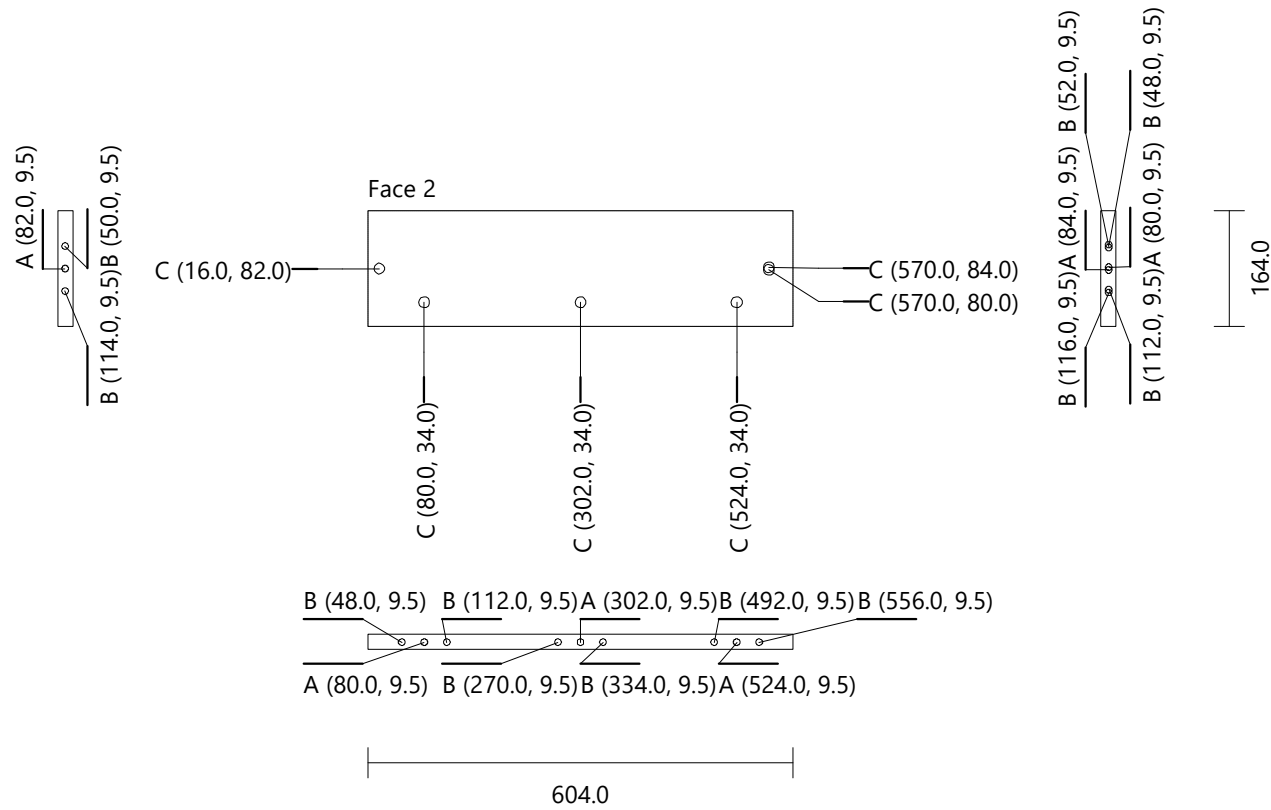 B (52.0, 9.5)
B (48.0, 9.5)
A (82.0, 9.5)
B (50.0, 9.5)
B (114.0, 9.5)
Face 2
C (16.0, 82.0)
C (570.0, 84.0)
C (570.0, 80.0)
A (84.0, 9.5)
A (80.0, 9.5)
B (116.0, 9.5)
B (112.0, 9.5)
164.0
C (80.0, 34.0)
C (302.0, 34.0)
C (524.0, 34.0)
B (48.0, 9.5) B (112.0, 9.5) A (302.0, 9.5) B (492.0, 9.5) B (556.0, 9.5)
A (80.0, 9.5) B (270.0, 9.5) B (334.0, 9.5) A (524.0, 9.5)
604.0